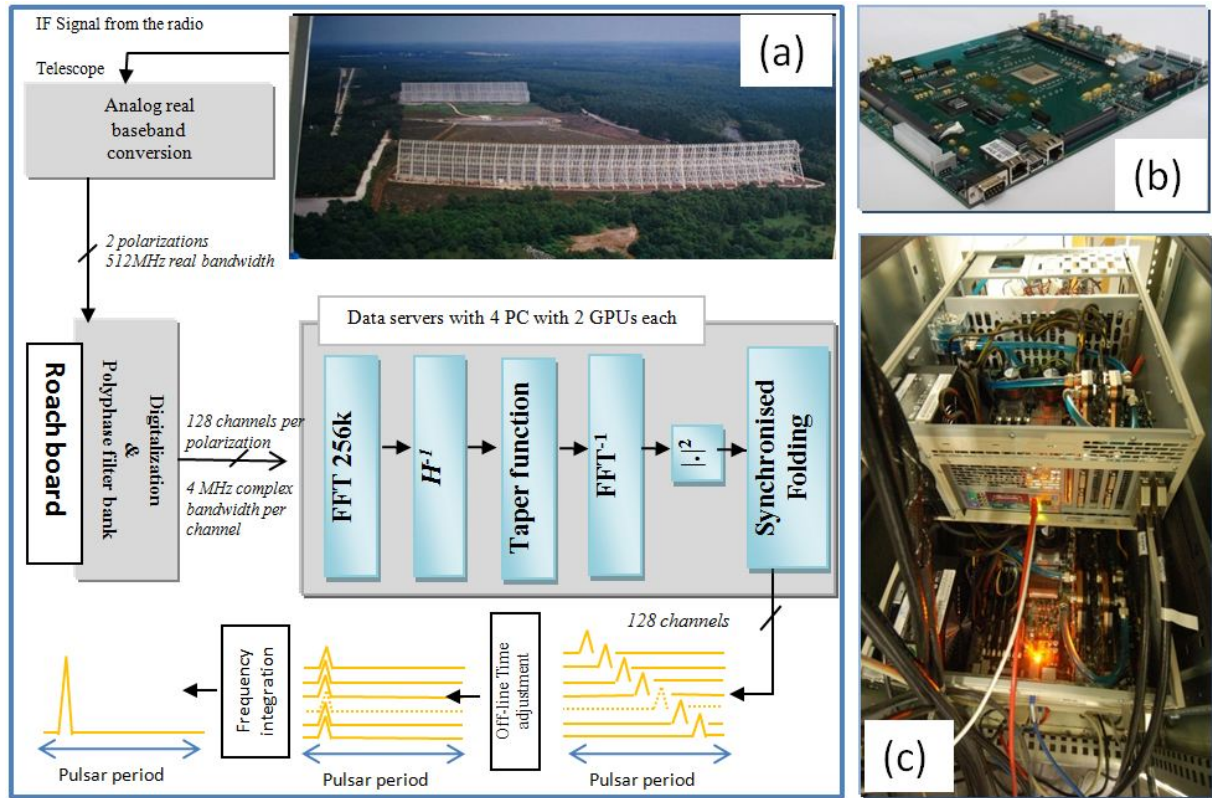 IF Signal from the radio
Telescope
(a)
Analog real
baseband
conversion
2 polarizations
512MHz real bandwidth
Roach board
Digitalization
&
Polyphase filter bank
128 channels per
polarization
4 MHz complex
bandwidth per
channel
Data servers with 4 PC with 2 GPUs each
FFT 256k
H-1
Taper function
FFT-1
|.|2
Synchronised
Folding
128 channels
Off-line Time
adjustment
Frequency
integration
Pulsar period
Pulsar period
Pulsar period
(b)
(c)